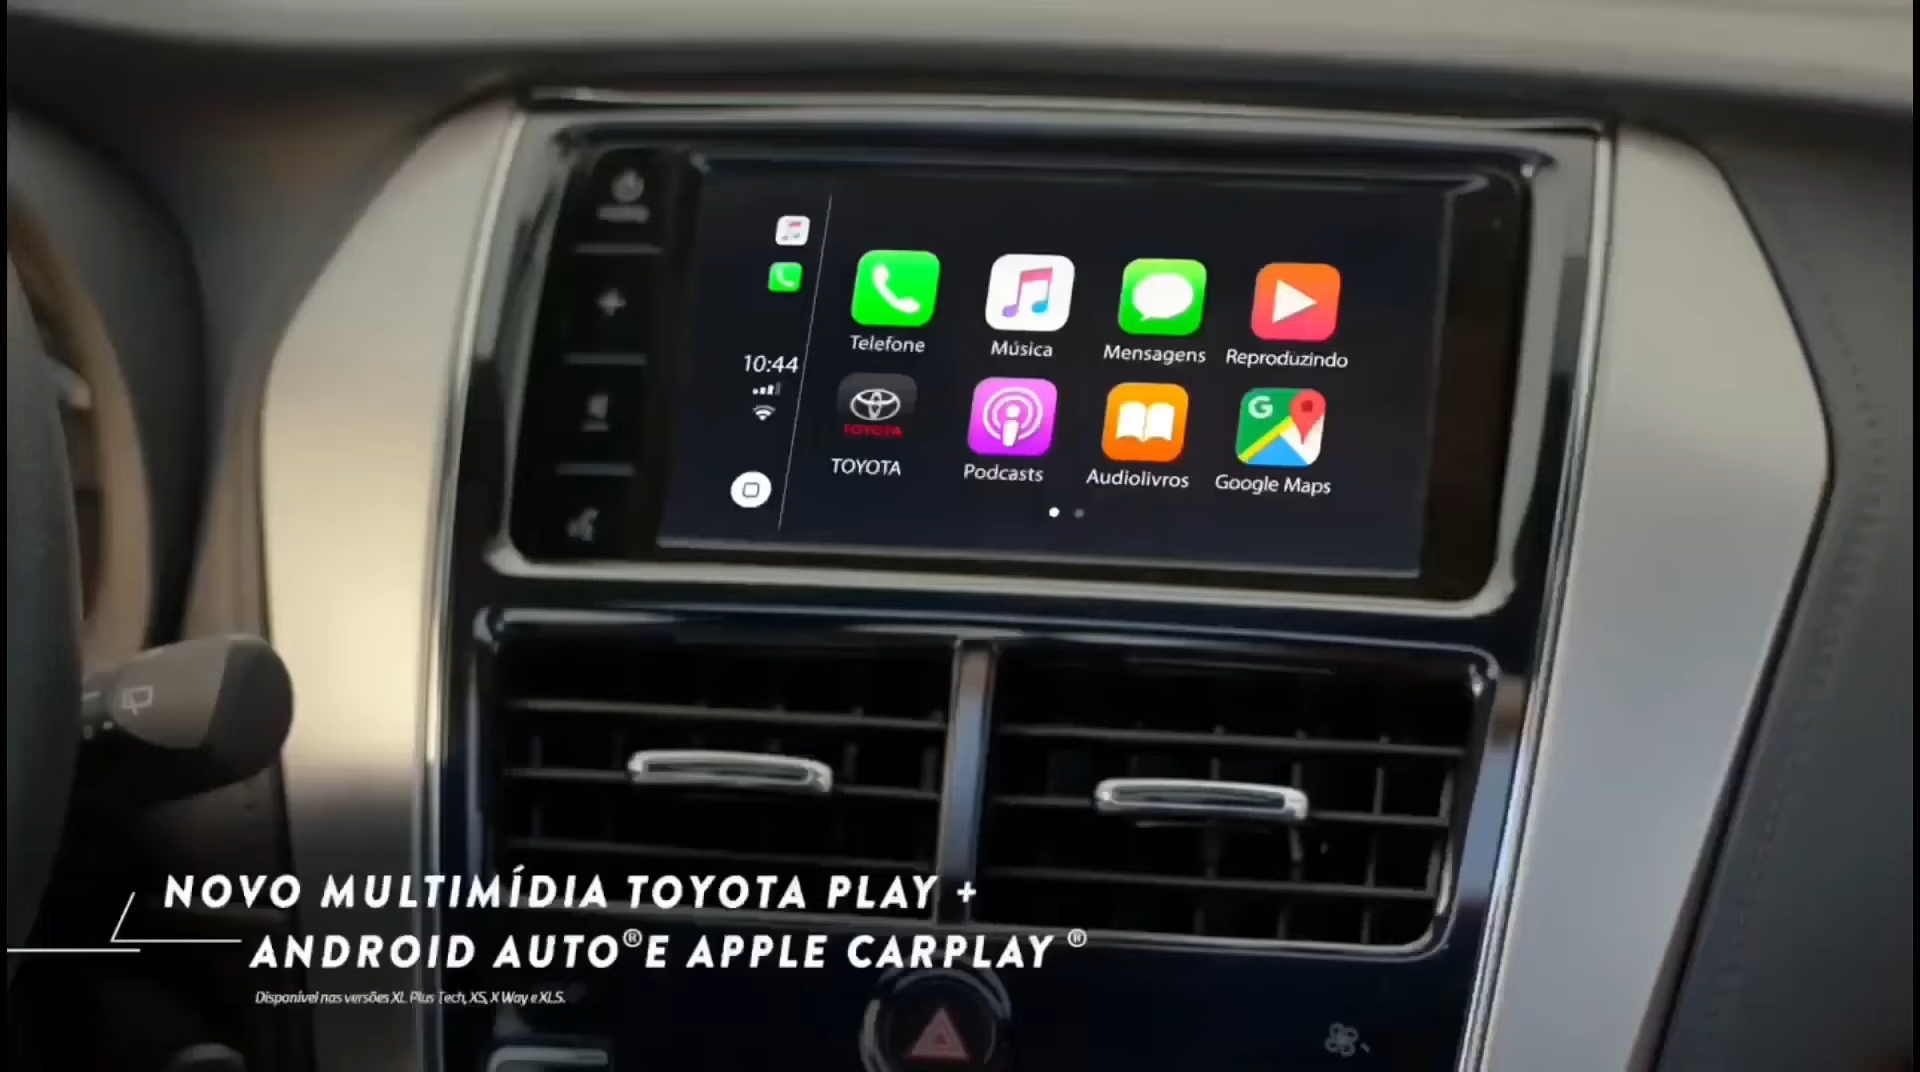 10:44
Telefone
Música
Mensagens
Reproduzindo
TOYOTA
G
TOYOTA
Podcasts
Audiolivros
Google Maps
NOVO MULTIMÍDIA TOYOTA PLAY +
ANDROID AUTO® E APPLE CARPLAY ®
Disponível nas versões XL Plus Tech, XS, X Way e XLS.